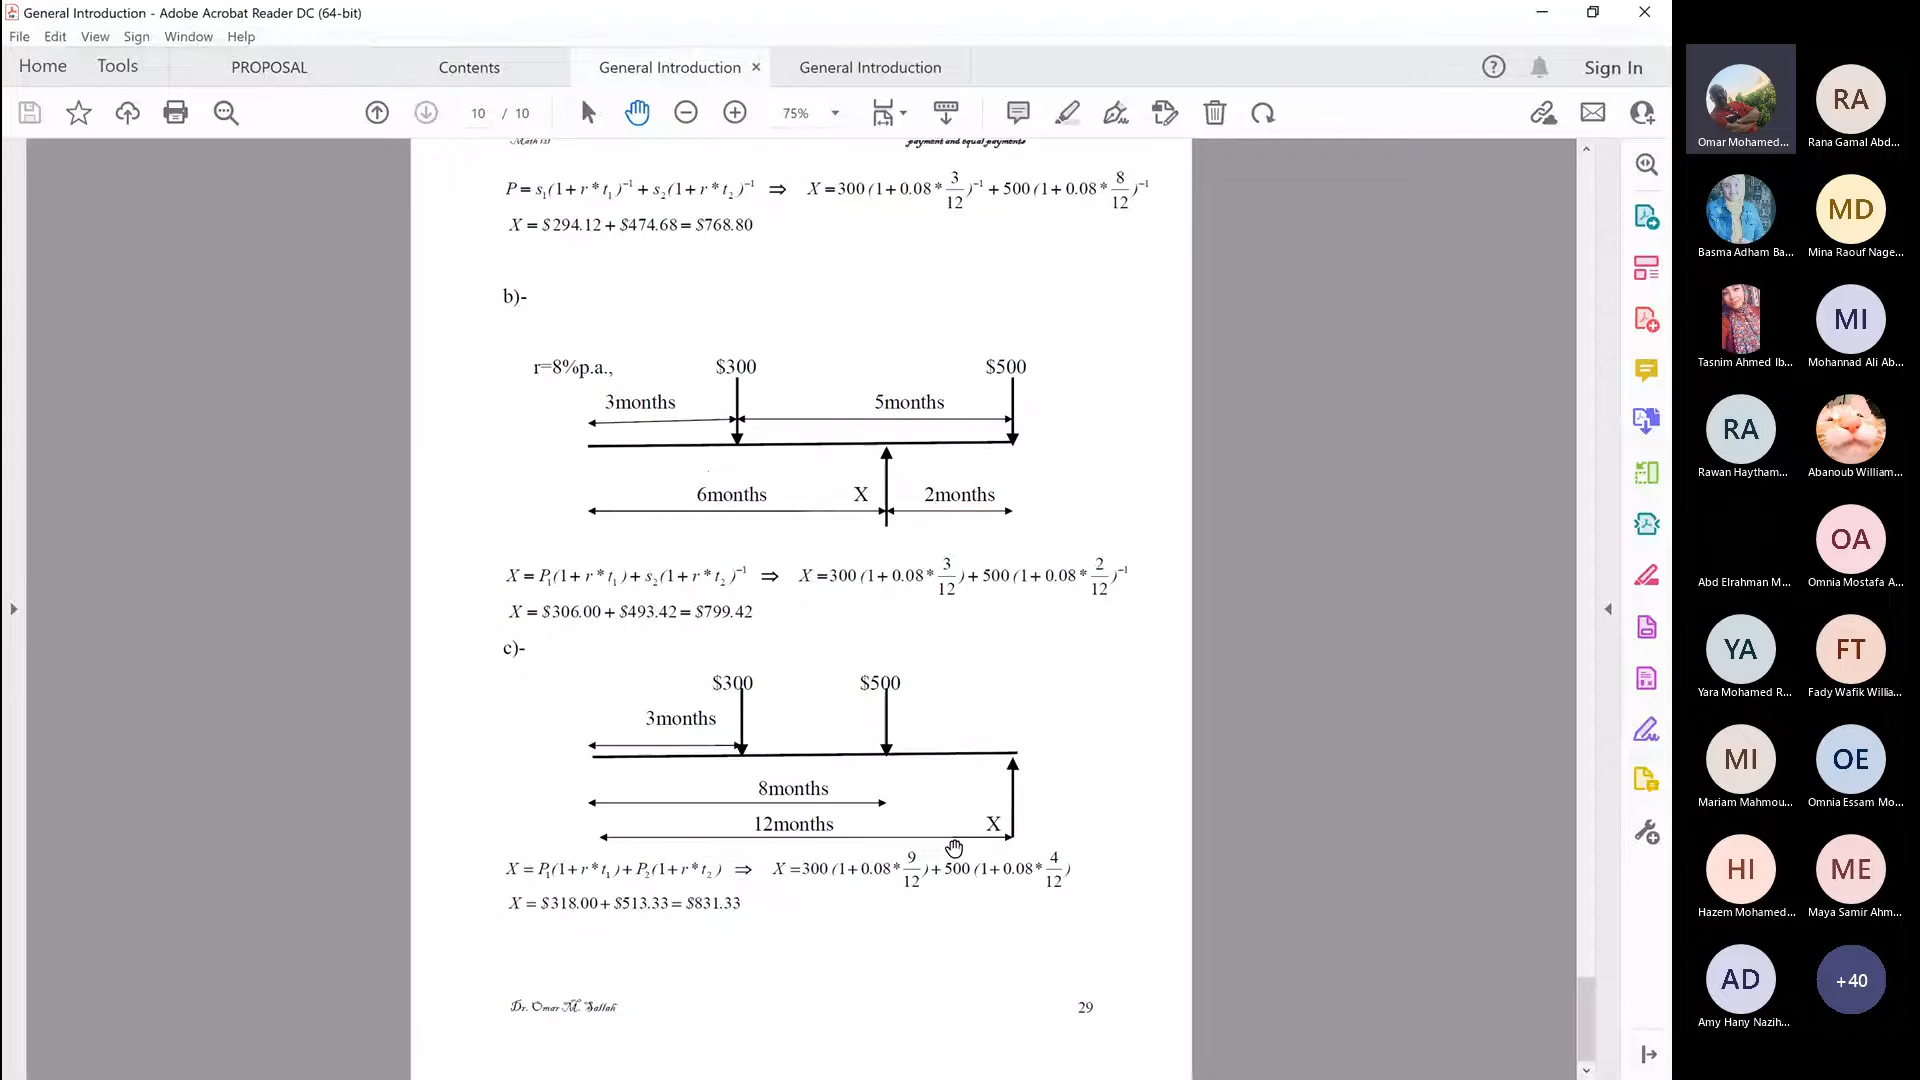 General Introduction - Adobe Acrobat Reader DC (64-bit)
File Edit View Sign Window Help
Home Tools PROPOSAL Contents General Introduction × General Introduction Sign In
10 / 10 75%
payment and equal payments
P = s₁(1+r*t₁)⁻¹ + s₂(1+r*t₂)⁻¹ ⇒ X = 300 (1+0.08*3/12)⁻¹ + 500 (1+0.08*8/12)⁻¹
X = $294.12 + $474.68 = $768.80
b)-
r=8%p.a., $300 $500
3months 5months
6months X 2months
X = P₁(1+r*t₁) + s₂(1+r*t₂)⁻¹ ⇒ X = 300 (1+0.08*3/12) + 500 (1+0.08*2/12)⁻¹
X = $306.00 + $493.42 = $799.42
c)-
$300 $500
3months
8months
12months X
X = P₁(1+r*t₁) + P₂(1+r*t₂) ⇒ X = 300 (1+0.08*9/12) + 500 (1+0.08*4/12)
X = $318.00 + $513.33 = $831.33
Dr. Omar M. Sallah 29
RA
Omar Mohamed... Rana Gamal Abd...
MD
Basma Adham Ba... Mina Raouf Nage...
MI
Tasnim Ahmed Ib... Mohannad Ali Ab...
RA
Rawan Haytham... Abanoub William...
OA
Abd Elrahman M... Omnia Mostafa A...
YA FT
Yara Mohamed R... Fady Wafik Willia...
MI OE
Mariam Mahmou... Omnia Essam Mo...
HI ME
Hazem Mohamed... Maya Samir Ahm...
AD +40
Amy Hany Nazih...